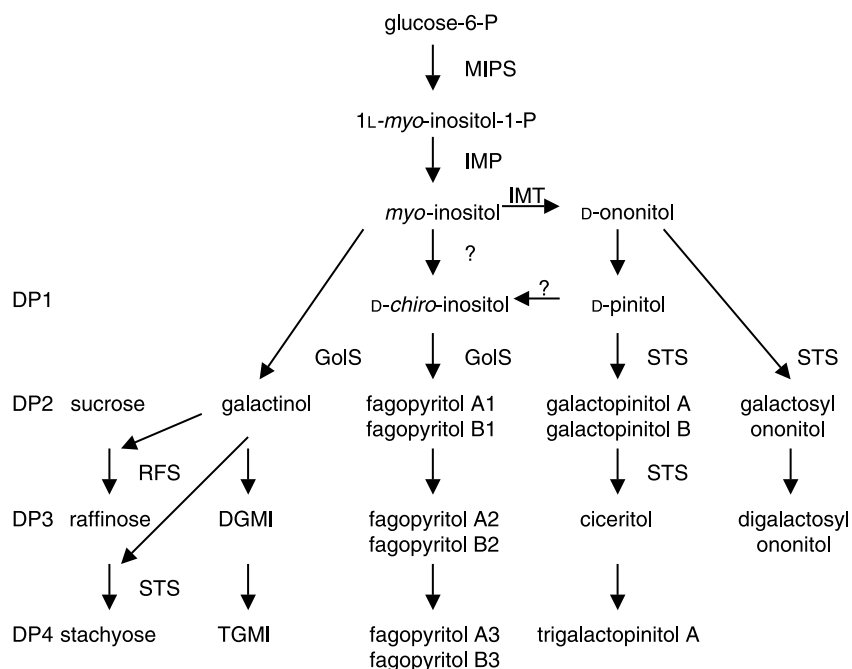 glucose-6-P
MIPS
1L-myo-inositol-1-P
IMP
myo-inositol IMT D-ononitol
?
DP1 D-chiro-inositol ? D-pinitol
GolS GolS STS STS
DP2 sucrose galactinol fagopyritol A1 galactopinitol A galactosyl
fagopyritol B1 galactopinitol B ononitol
RFS STS
DP3 raffinose DGMI fagopyritol A2 ciceritol digalactosyl
fagopyritol B2 ononitol
STS
DP4 stachyose TGMI fagopyritol A3 trigalactopinitol A
fagopyritol B3